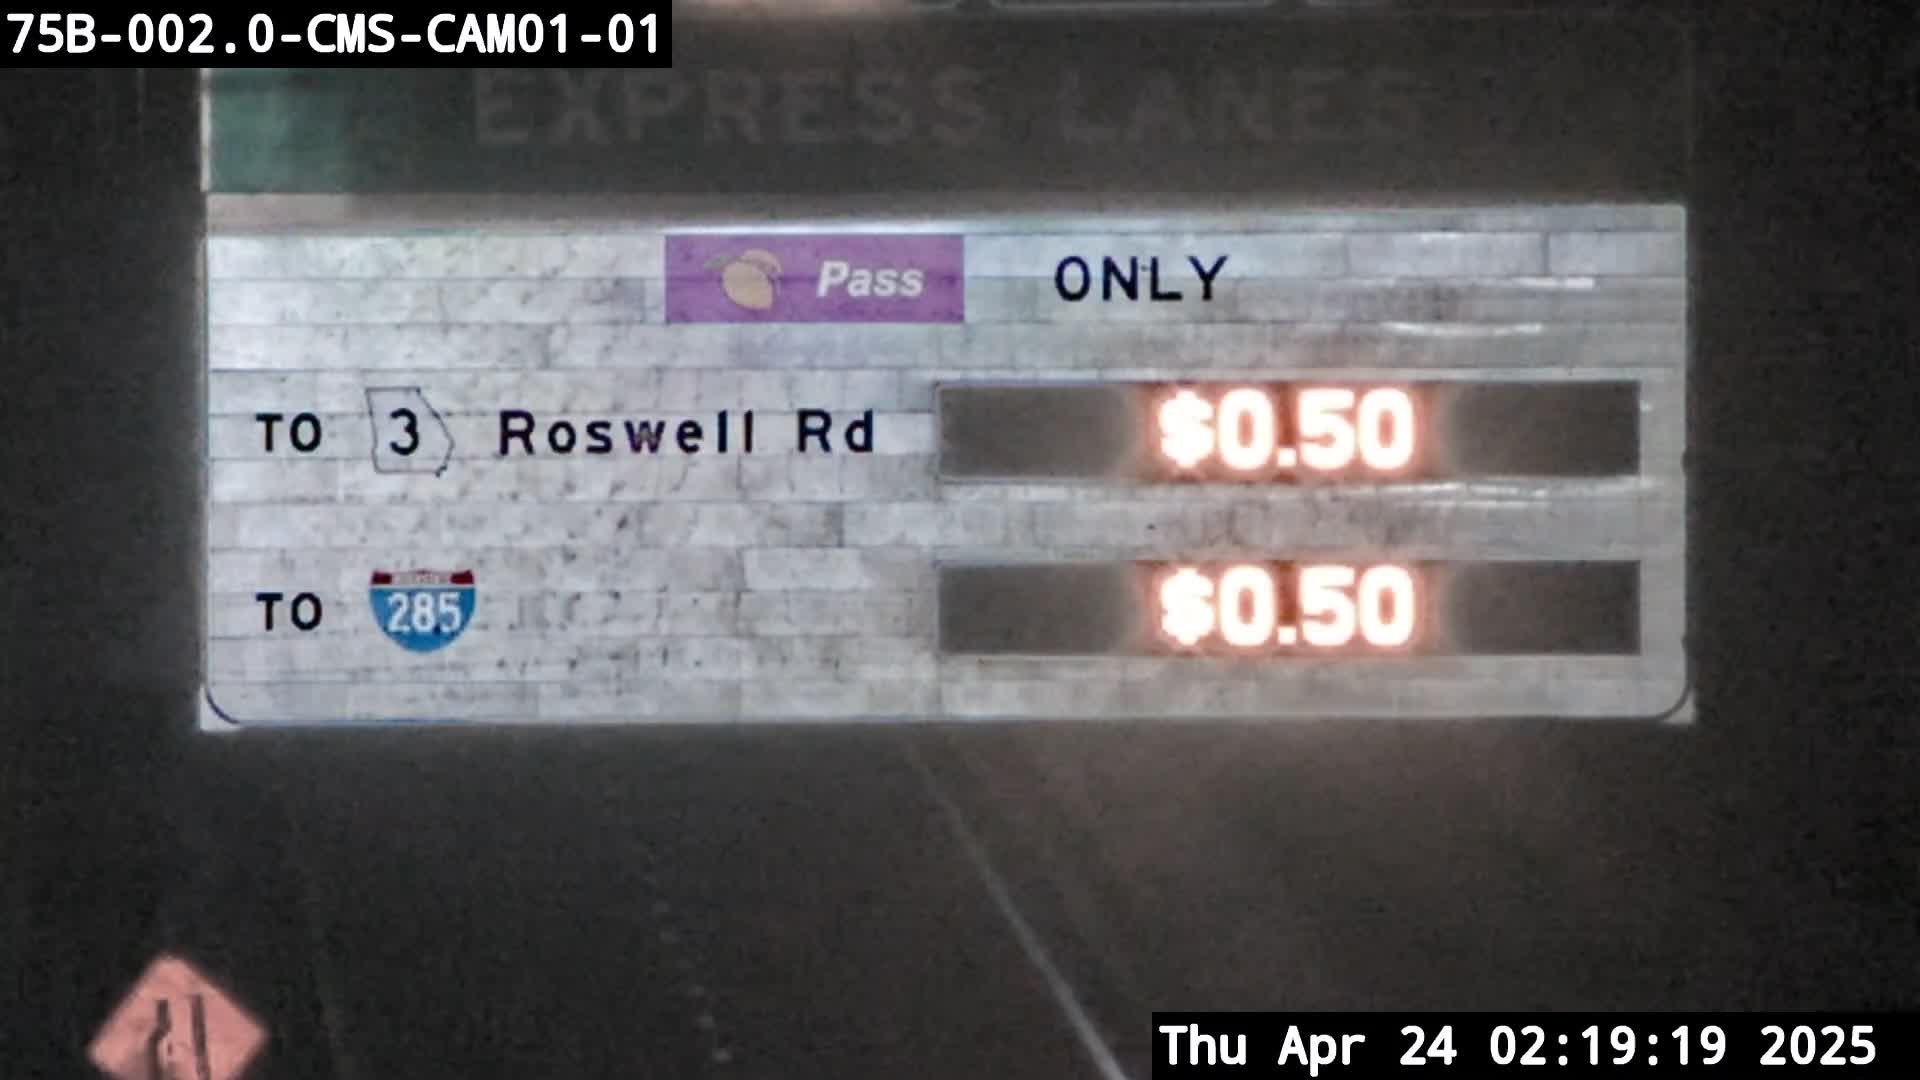 75B-002.0-CMS-CAM01-01
EXPRESS LANES
Pass ONLY
TO 3 Roswell Rd $0.50
TO 285 $0.50
Thu Apr 24 02:19:19 2025